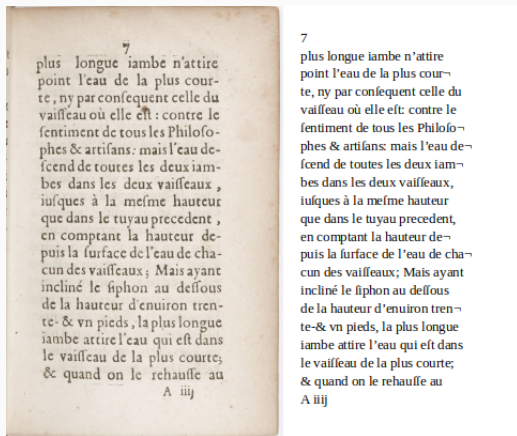 7
plus longue iambe n'attire
point l'eau de la plus cour-
te, ny par conſequent celle du
vaiſſeau où elle eſt : contre le
ſentiment de tous les Philoſo-
phes & artiſans: mais l'eau de-
ſcend de toutes les deux iam-
bes dans les deux vaiſſeaux ,
iuſques à la meſme hauteur
que dans le tuyau precedent ,
en comptant la hauteur de-
puis la ſurface de l'eau de cha-
cun des vaiſſeaux ; Mais ayant
incliné le ſiphon au deſſous
de la hauteur d'enuiron tren-
te- & vn pieds , la plus longue
iambe attire l'eau qui eſt dans
le vaiſſeau de la plus courte;
& quand on le rehauſſe au
A iiij
7
plus longue iambe n’attire
point l’eau de la plus cour¬
te, ny par conſequent celle du
vaiſſeau où elle eſt: contre le
ſentiment de tous les Philoſo¬
phes & artiſans: mais l’eau de¬
ſcend de toutes les deux iam¬
bes dans les deux vaiſſeaux,
iuſques à la meſme hauteur
que dans le tuyau precedent,
en comptant la hauteur de¬
puis la ſurface de l’eau de cha¬
cun des vaiſſeaux; Mais ayant
incliné le ſiphon au deſſous
de la hauteur d’enuiron tren¬
te-& vn pieds, la plus longue
iambe attire l’eau qui eſt dans
le vaiſſeau de la plus courte;
& quand on le rehauſſe au
A iiij